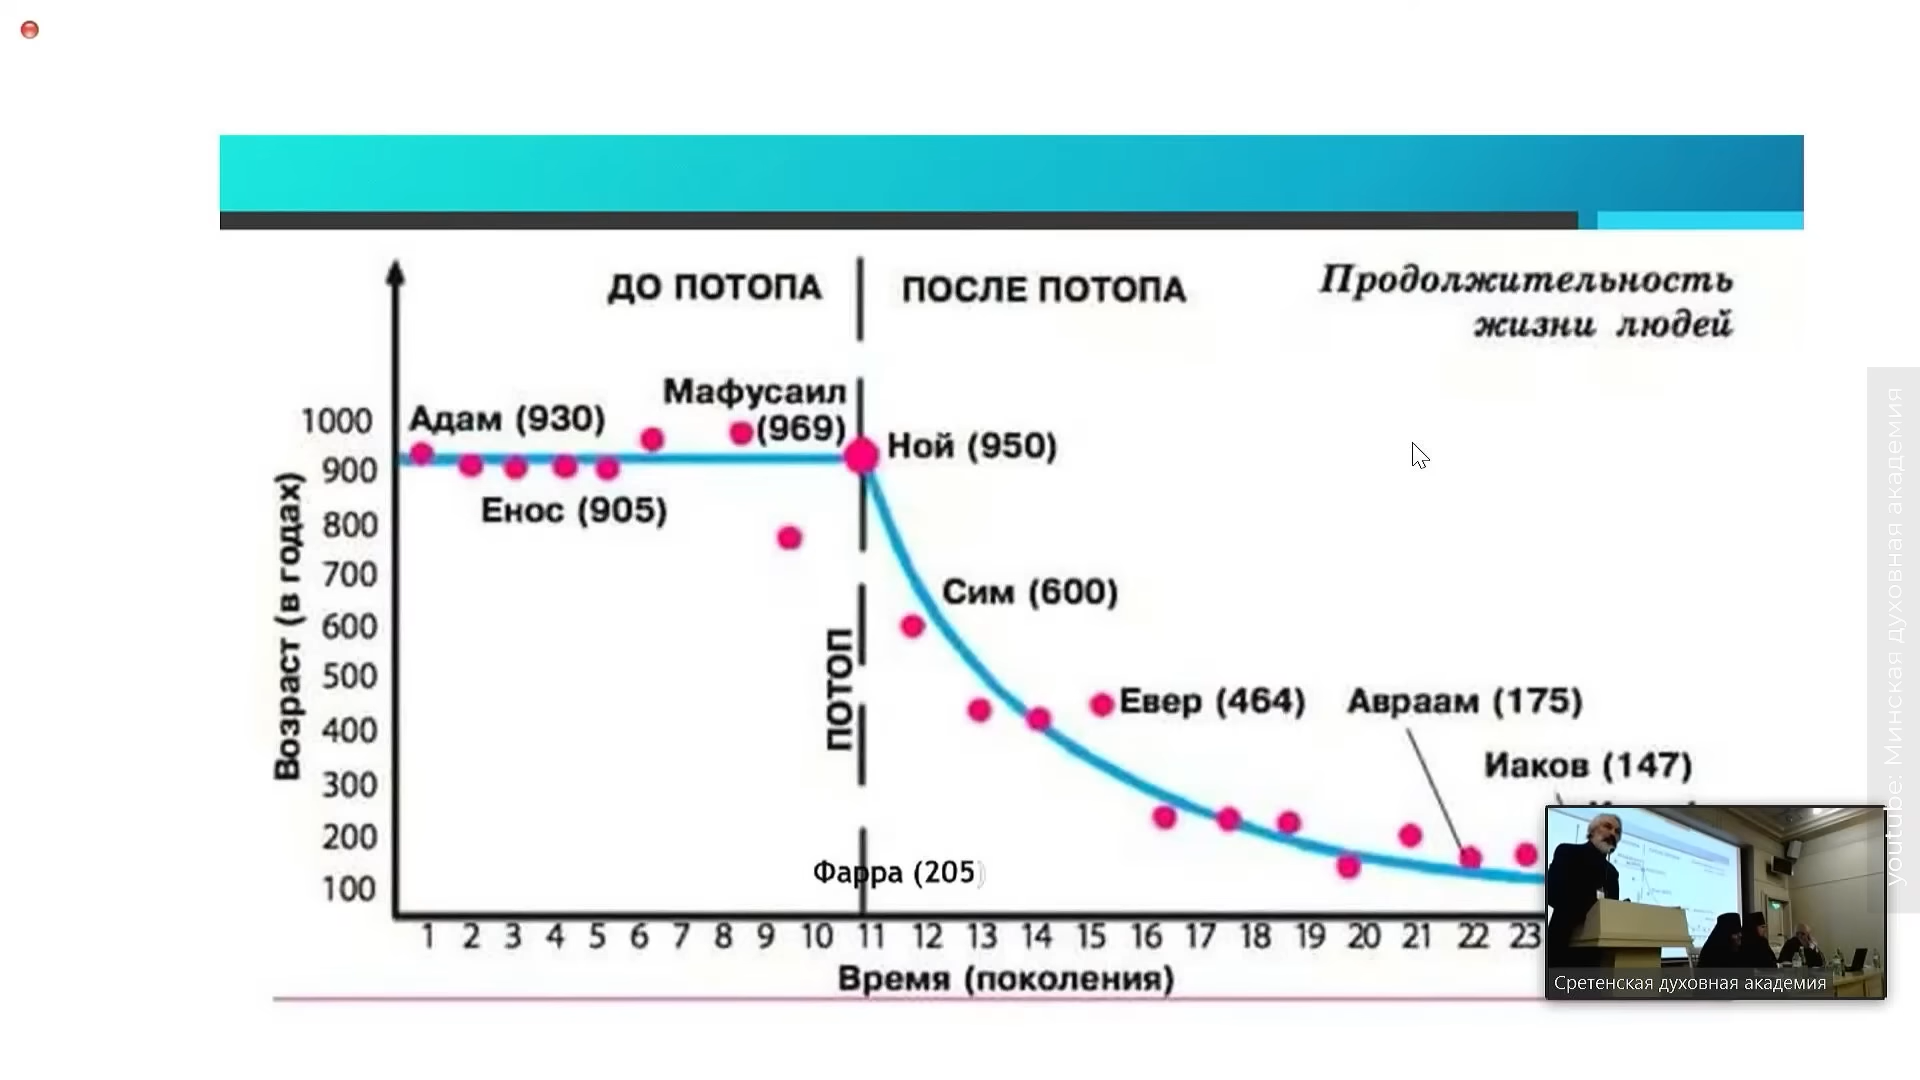 ДО ПОТОПА
ПОСЛЕ ПОТОПА
Продолжительность
жизни людей
Мафусаил
(969)
Адам (930)
Ной (950)
Енос (905)
Сим (600)
Евер (464)
Авраам (175)
Иаков (147)
Фарра (205)
ПОТОП
Возраст (в годах)
1000
900
800
700
600
500
400
300
200
100
1 2 3 4 5 6 7 8 9 10 11 12 13 14 15 16 17 18 19 20 21 22 23
Время (поколения)
Сретенская духовная академия
youtube: Минская духовная академия